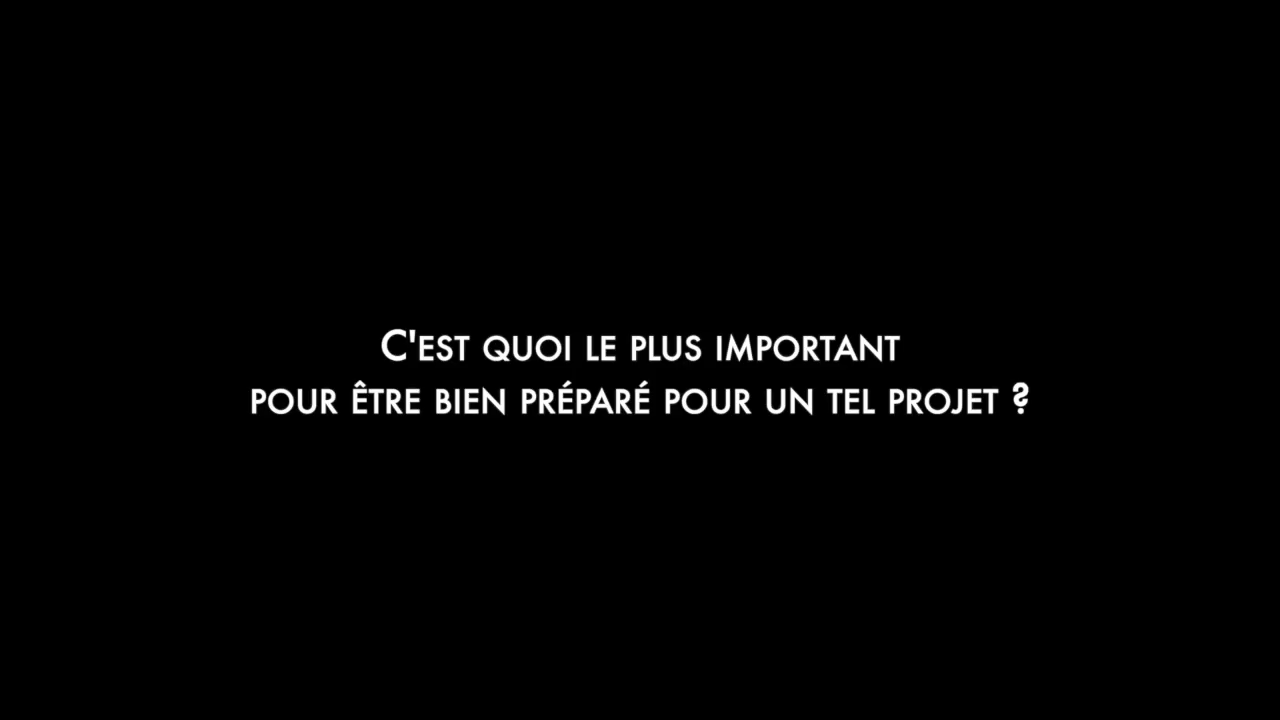 C'EST QUOI LE PLUS IMPORTANT
POUR ÊTRE BIEN PRÉPARÉ POUR UN TEL PROJET ?